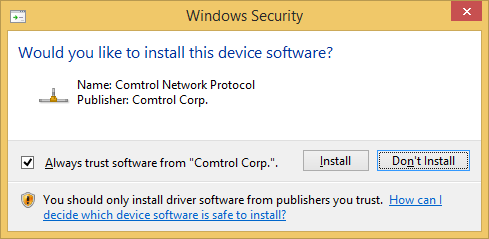 Windows Security
Would you like to install this device software?
Name: Comtrol Network Protocol
Publisher: Comtrol Corp.
Always trust software from "Comtrol Corp.".
Install
Don't Install
You should only install driver software from publishers you trust. How can I
decide which device software is safe to install?